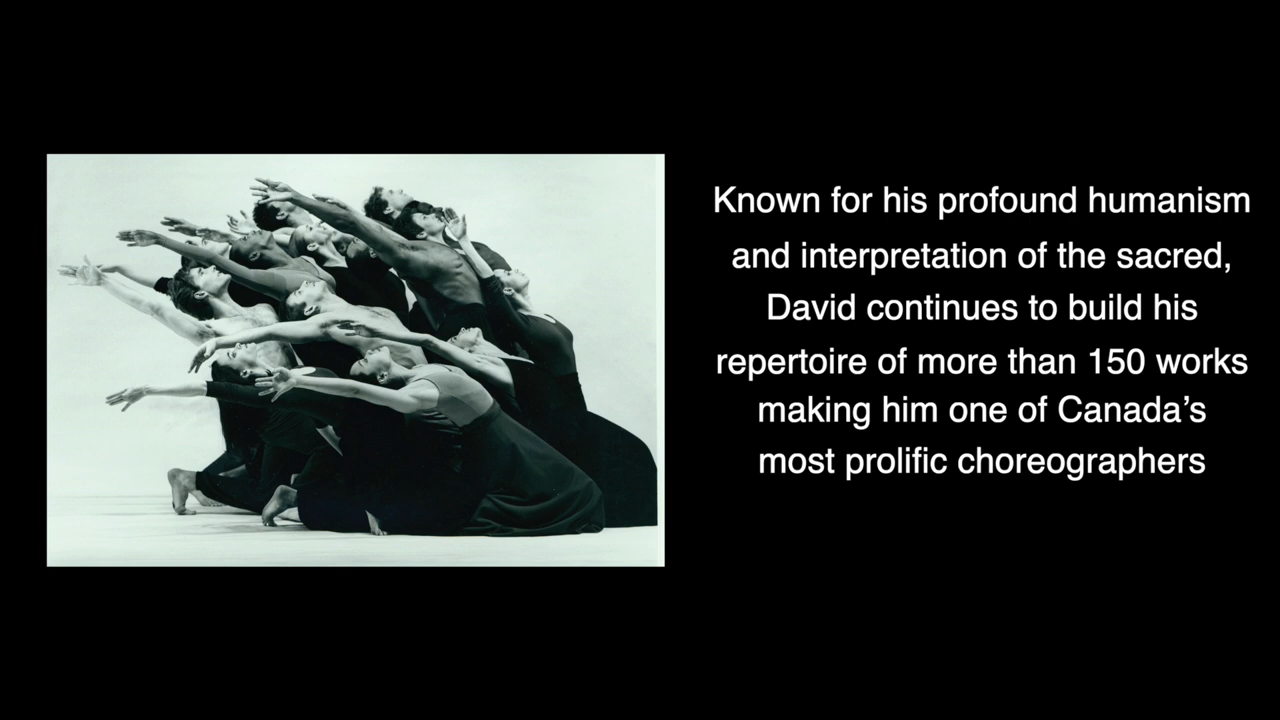 Known for his profound humanism
and interpretation of the sacred,
David continues to build his
repertoire of more than 150 works
making him one of Canada’s
most prolific choreographers